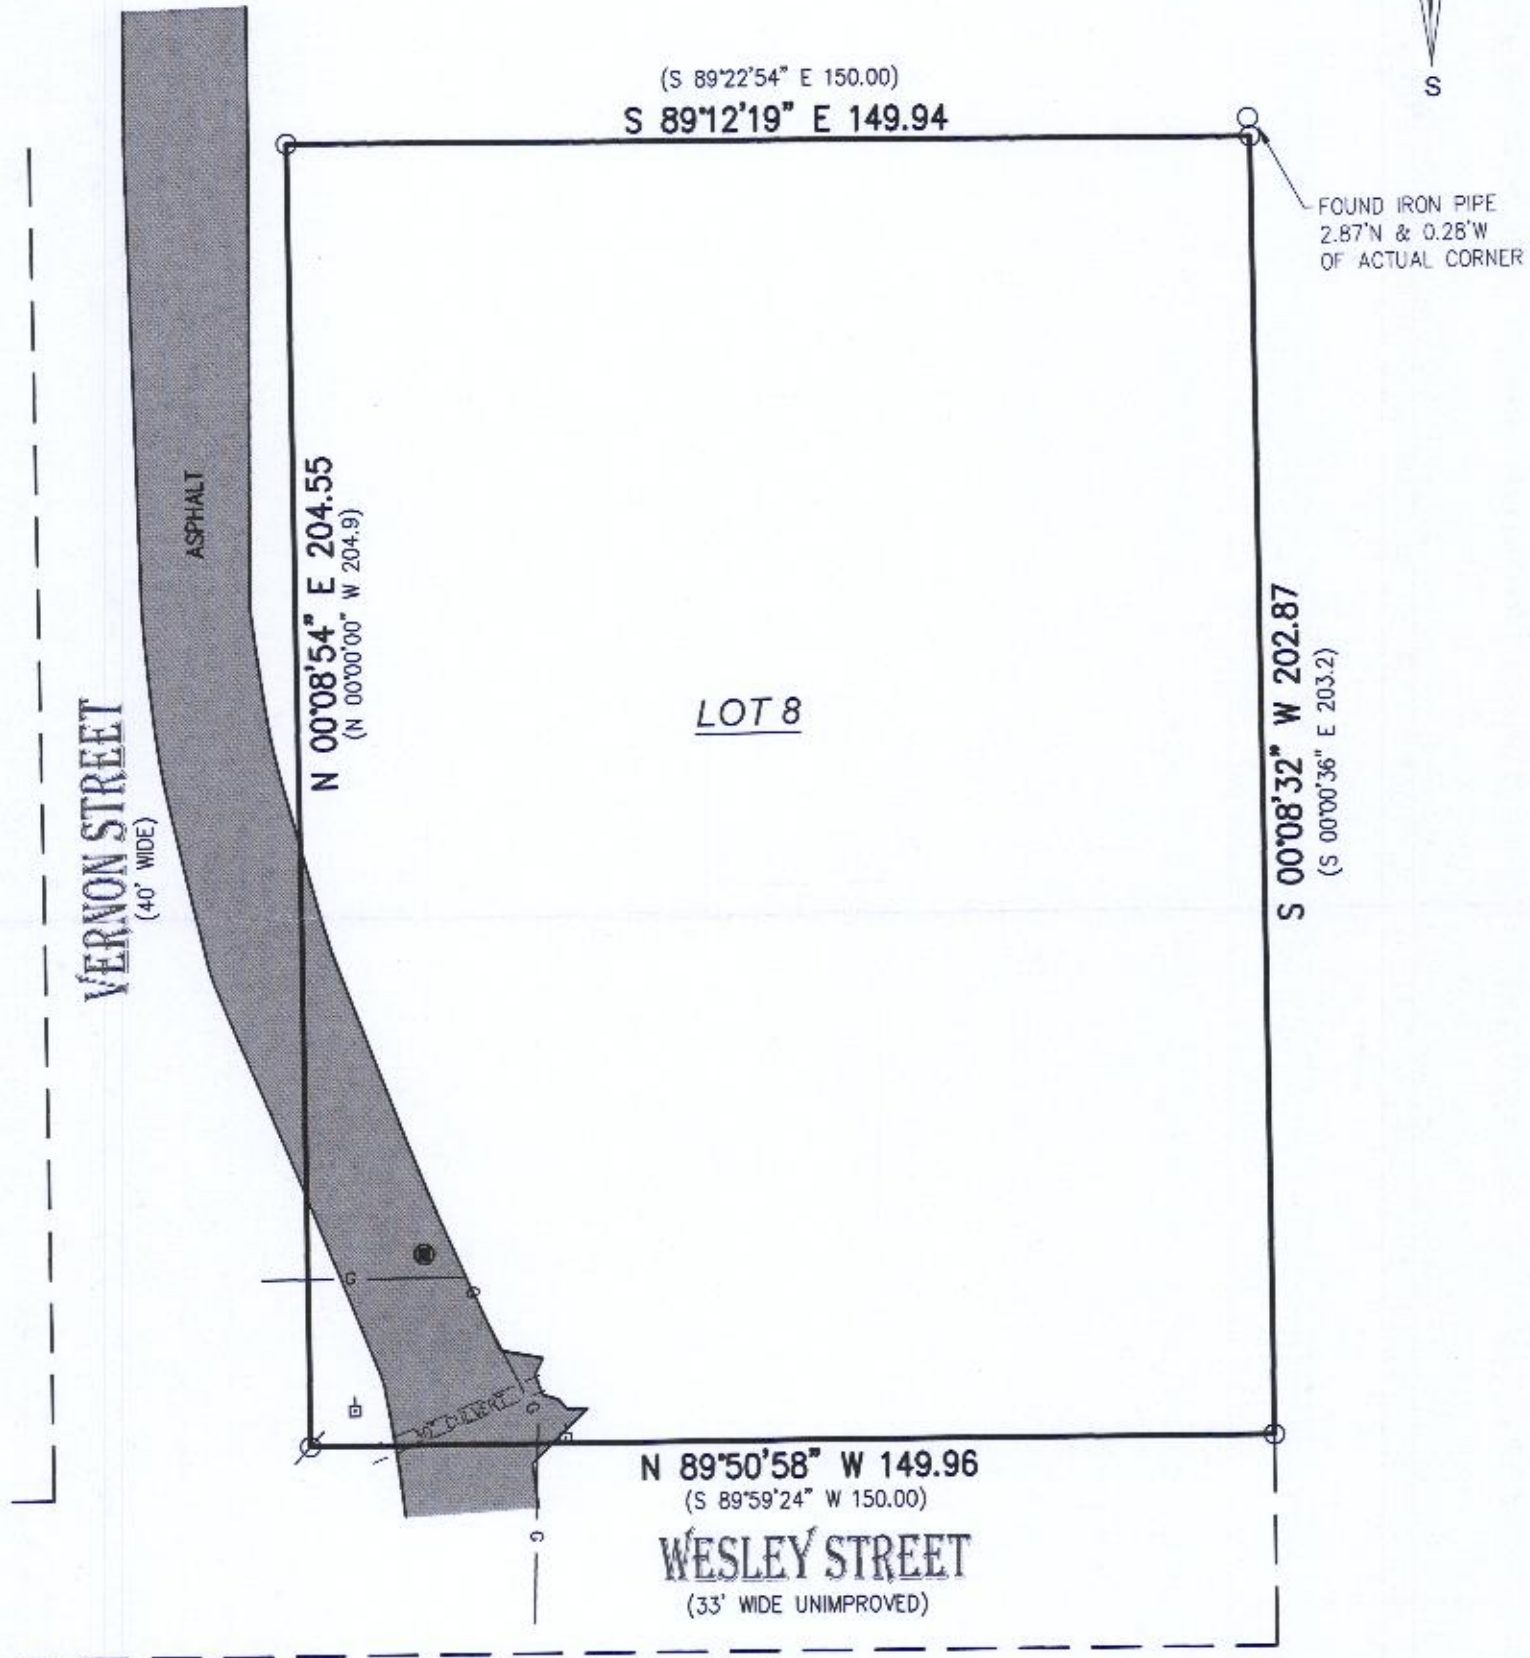 S
(S 89°22'54" E 150.00)
S 89°12'19" E 149.94
FOUND IRON PIPE
2.87'N & 0.28'W
OF ACTUAL CORNER
ASPHALT
N 00°08'54" E 204.55
(N 00°00'00" W 204.9)
LOT 8
VERNON STREET
(40' WIDE)
S 00°08'32" W 202.87
(S 00°00'36" E 203.2)
G
G
CULVERT
G
N 89°50'58" W 149.96
(S 89°59'24" W 150.00)
G
WESLEY STREET
(33' WIDE UNIMPROVED)